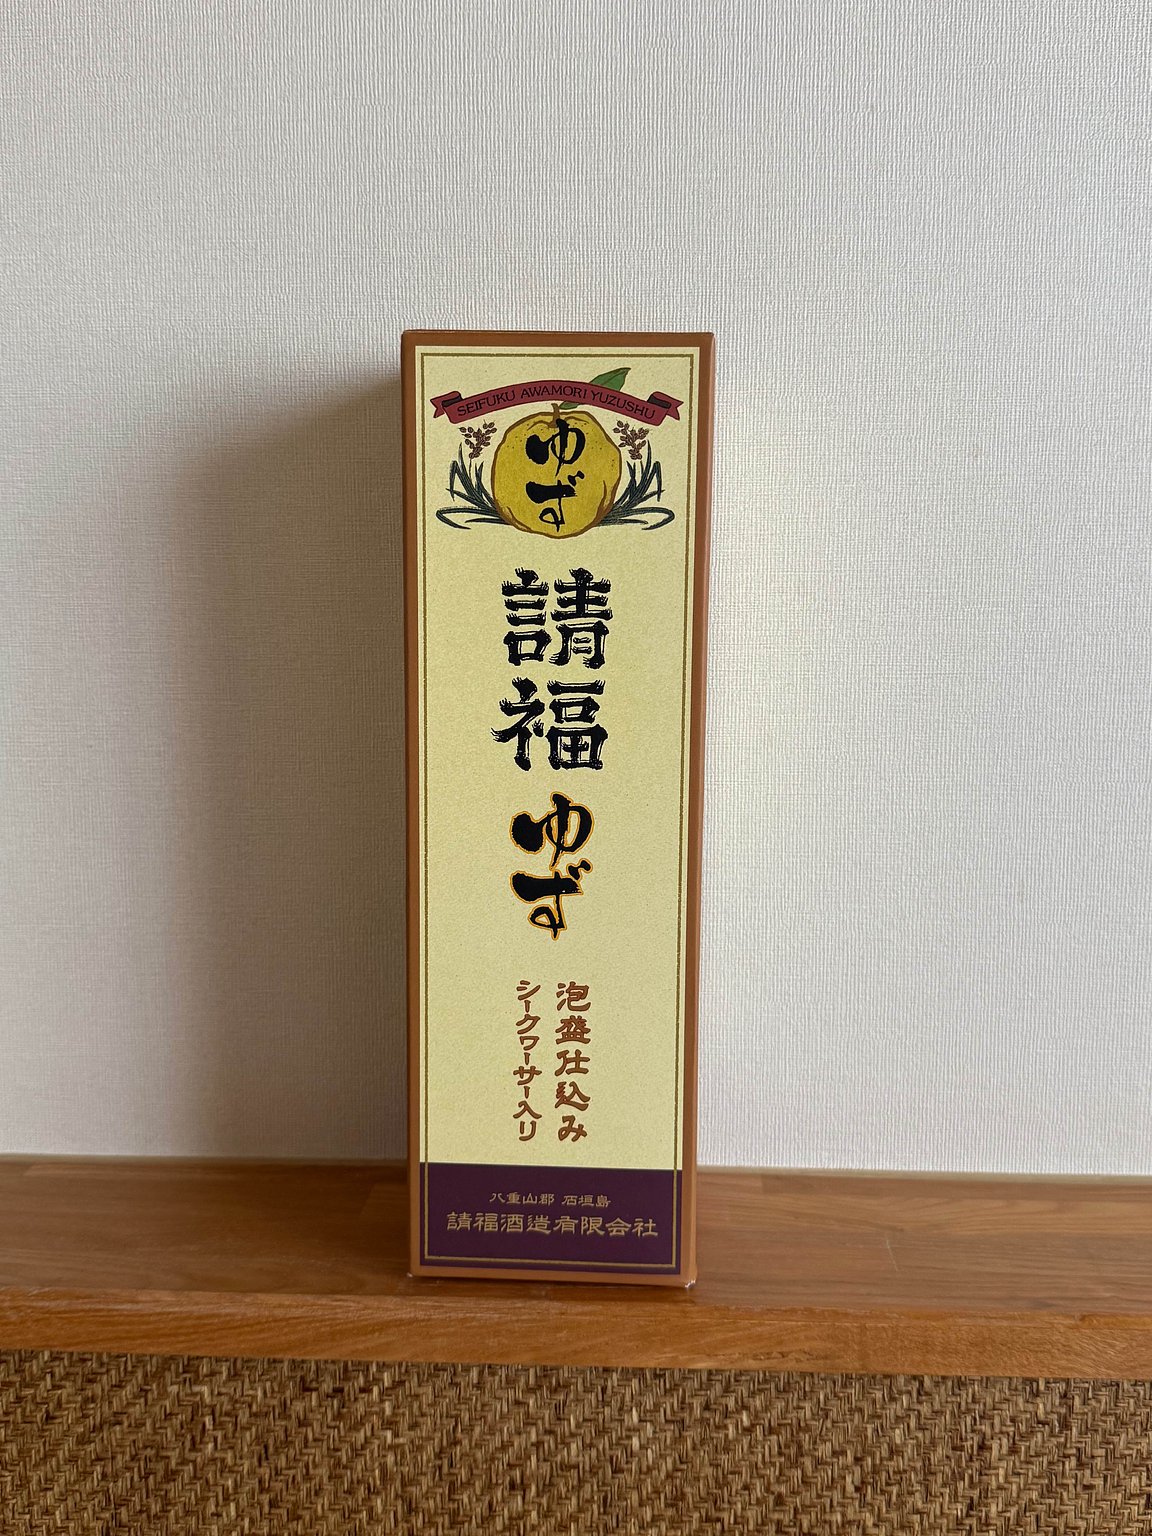 SEIFUKU AWAMORI YUZUSHU
ゆず
請福
ゆず
泡盛仕込み
シークワーサー入り
八重山郡 石垣島
請福酒造有限会社